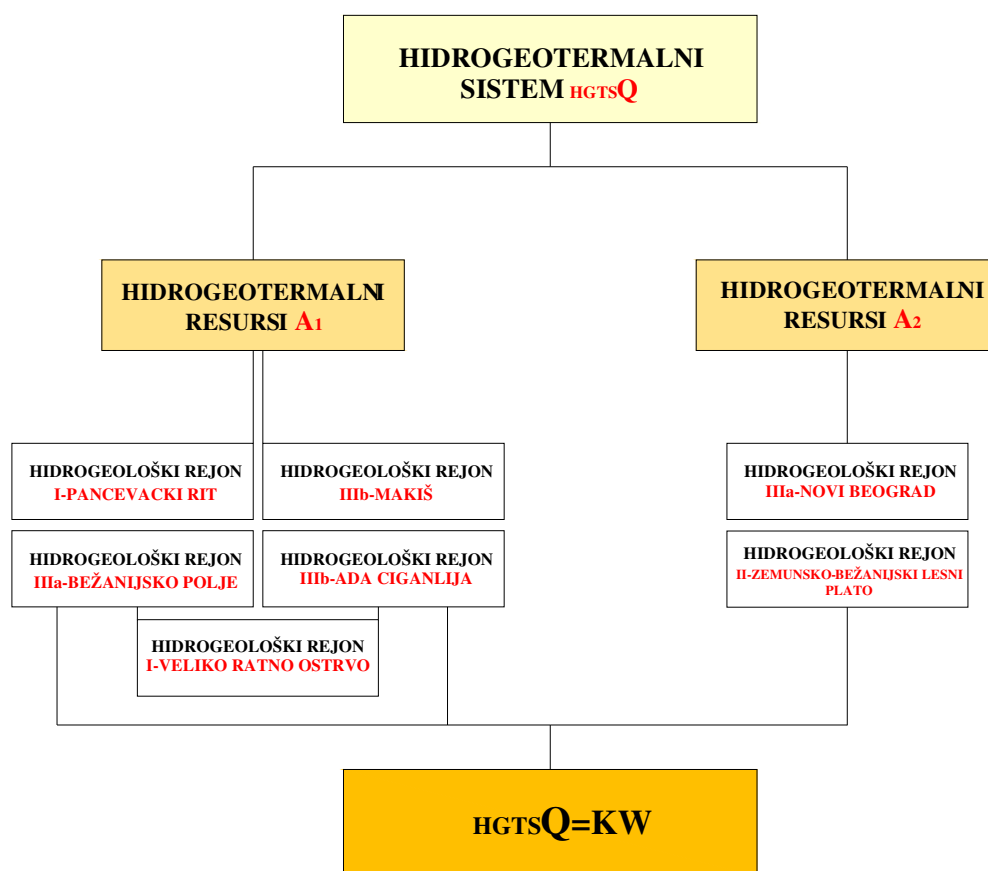 HIDROGEOTERMALNI
SISTEM HGTSQ
HIDROGEOTERMALNI
RESURSI A1
HIDROGEOTERMALNI
RESURSI A2
HIDROGEOLOŠKI REJON
I-PANCEVACKI RIT
HIDROGEOLOŠKI REJON
IIIb-MAKIŠ
HIDROGEOLOŠKI REJON
IIIa-NOVI BEOGRAD
HIDROGEOLOŠKI REJON
IIIa-BEŽANIJSKO POLJE
HIDROGEOLOŠKI REJON
IIIb-ADA CIGANLIJA
HIDROGEOLOŠKI REJON
II-ZEMUNSKO-BEŽANIJSKI LESNI
PLATO
HIDROGEOLOŠKI REJON
I-VELIKO RATNO OSTRVO
HGTSQ=KW